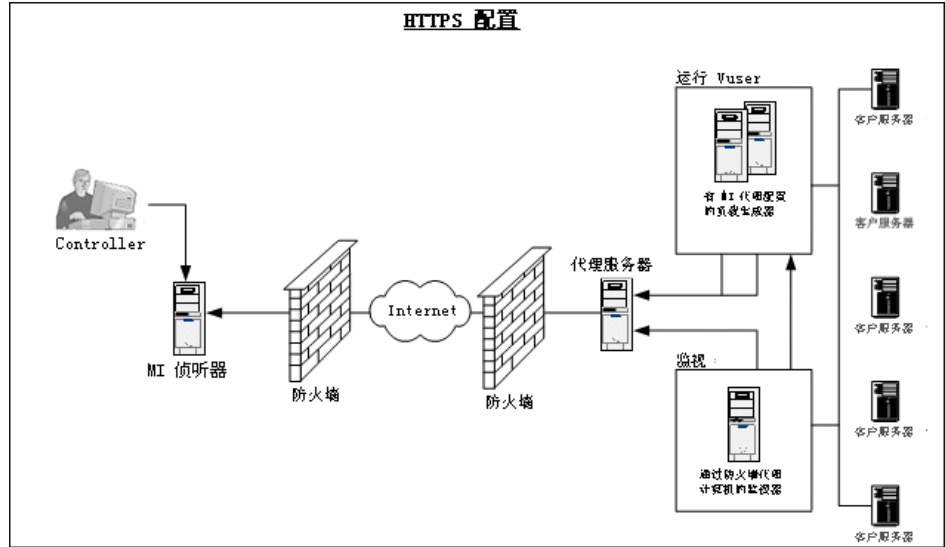 HTTPS 配置
运行 Vuser
客户服务器
有 MI 代理配置
的负载生成器
客户服务器
Controller
代理服务器
Internet
客户服务器
MI 侦听器
防火墙
防火墙
监视
客户服务器
通过防火墙代理
计算机的监视器
客户服务器